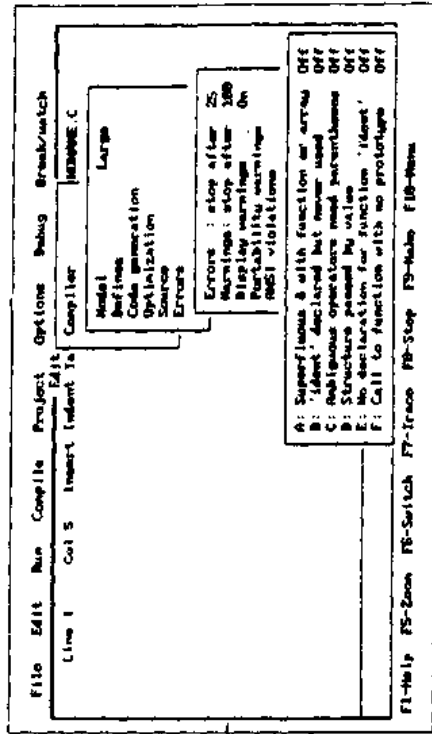 File Edit Run Compile Project Options Debug Break/watch
Edit
Line 1 Col 5 Insert Indent Ta
Compiler
NONAME.C
Model Large
Defines
Code generation
Optimization
Source
Errors
Errors : stop after 25
Warnings : stop after 100
Display warnings On
Portability warnings
ANSI violations
A: Superfluous & with function or array Off
B: 'ident' declared but never used Off
C: Ambiguous operators need parentheses Off
D: Structure passed by value Off
E: No declaration for function 'ident' Off
F: Call to function with no prototype Off
F1-Help F5-Zoom F6-Switch F7-Trace F8-Step F9-Make F10-Menu